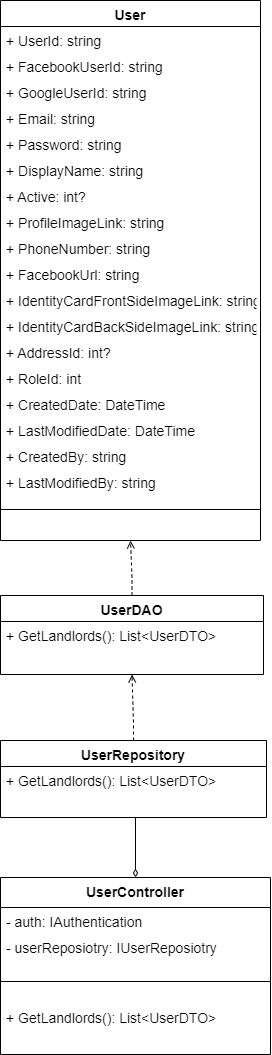 User
+ UserId: string
+ FacebookUserId: string
+ GoogleUserId: string
+ Email: string
+ Password: string
+ DisplayName: string
+ Active: int?
+ ProfileImageLink: string
+ PhoneNumber: string
+ FacebookUrl: string
+ IdentityCardFrontSideImageLink: string
+ IdentityCardBackSideImageLink: string
+ AddressId: int?
+ RoleId: int
+ CreatedDate: DateTime
+ LastModifiedDate: DateTime
+ CreatedBy: string
+ LastModifiedBy: string
UserDAO
+ GetLandlords(): List<UserDTO>
UserRepository
+ GetLandlords(): List<UserDTO>
UserController
- auth: IAuthentication
- userReposiotry: IUserReposiotry
+ GetLandlords(): List<UserDTO>